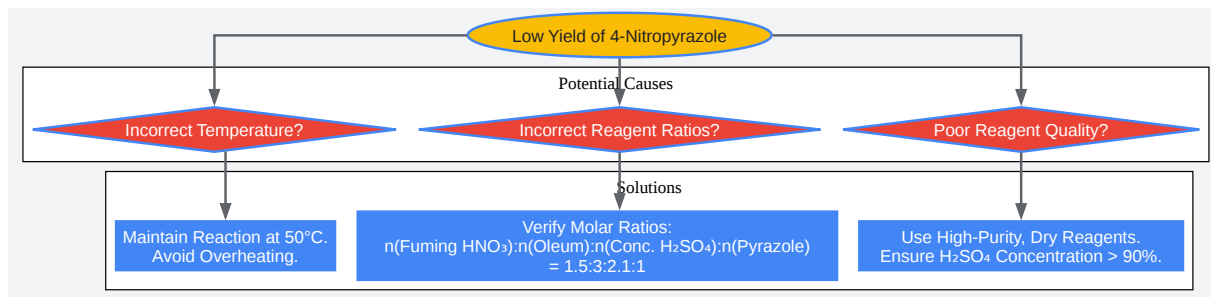 Low Yield of 4-Nitropyrazole
Potential Causes
Incorrect Temperature?
Incorrect Reagent Ratios?
Poor Reagent Quality?
Solutions
Maintain Reaction at 50°C.
Avoid Overheating.
Verify Molar Ratios:
n(Fuming HNO₃):n(Oleum):n(Conc. H₂SO₄):n(Pyrazole)
= 1.5:3:2.1:1
Use High-Purity, Dry Reagents.
Ensure H₂SO₄ Concentration > 90%.